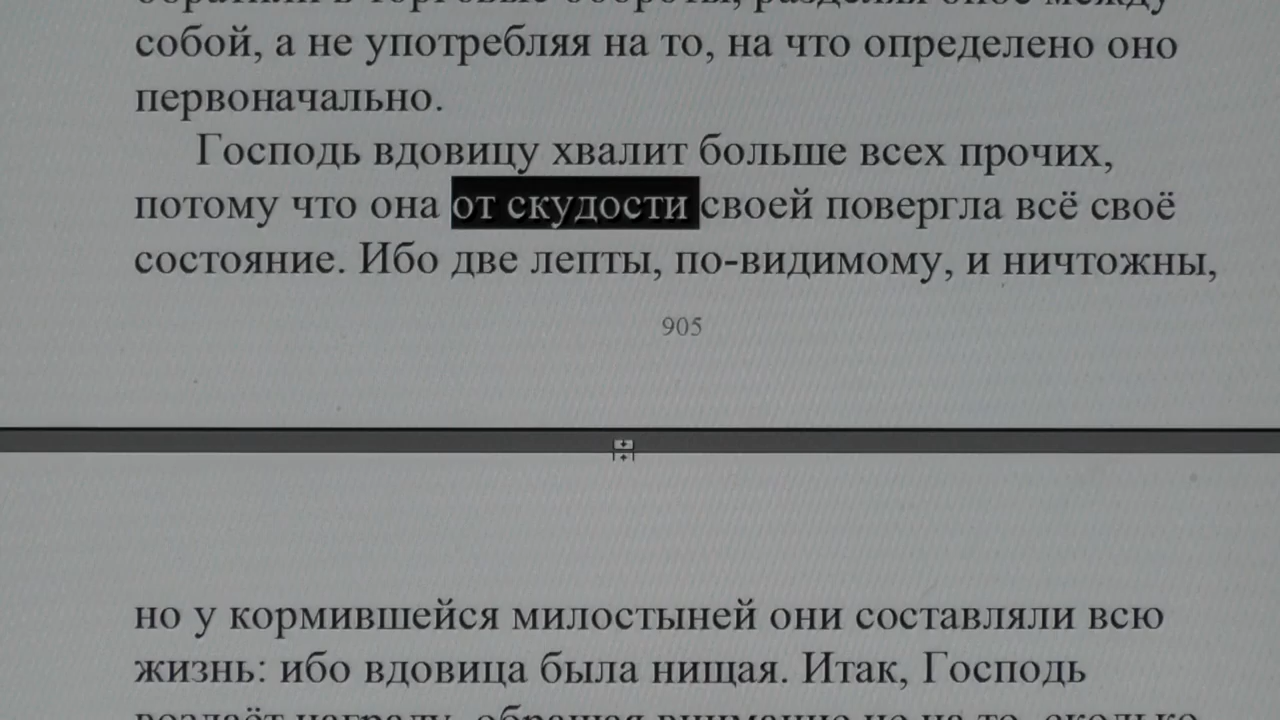 собой, а не употребляя на то, на что определено оно
первоначально.
Господь вдовицу хвалит больше всех прочих,
потому что она от скудости своей повергла всё своё
состояние. Ибо две лепты, по-видимому, и ничтожны,
905
но у кормившейся милостыней они составляли всю
жизнь: ибо вдовица была нищая. Итак, Господь